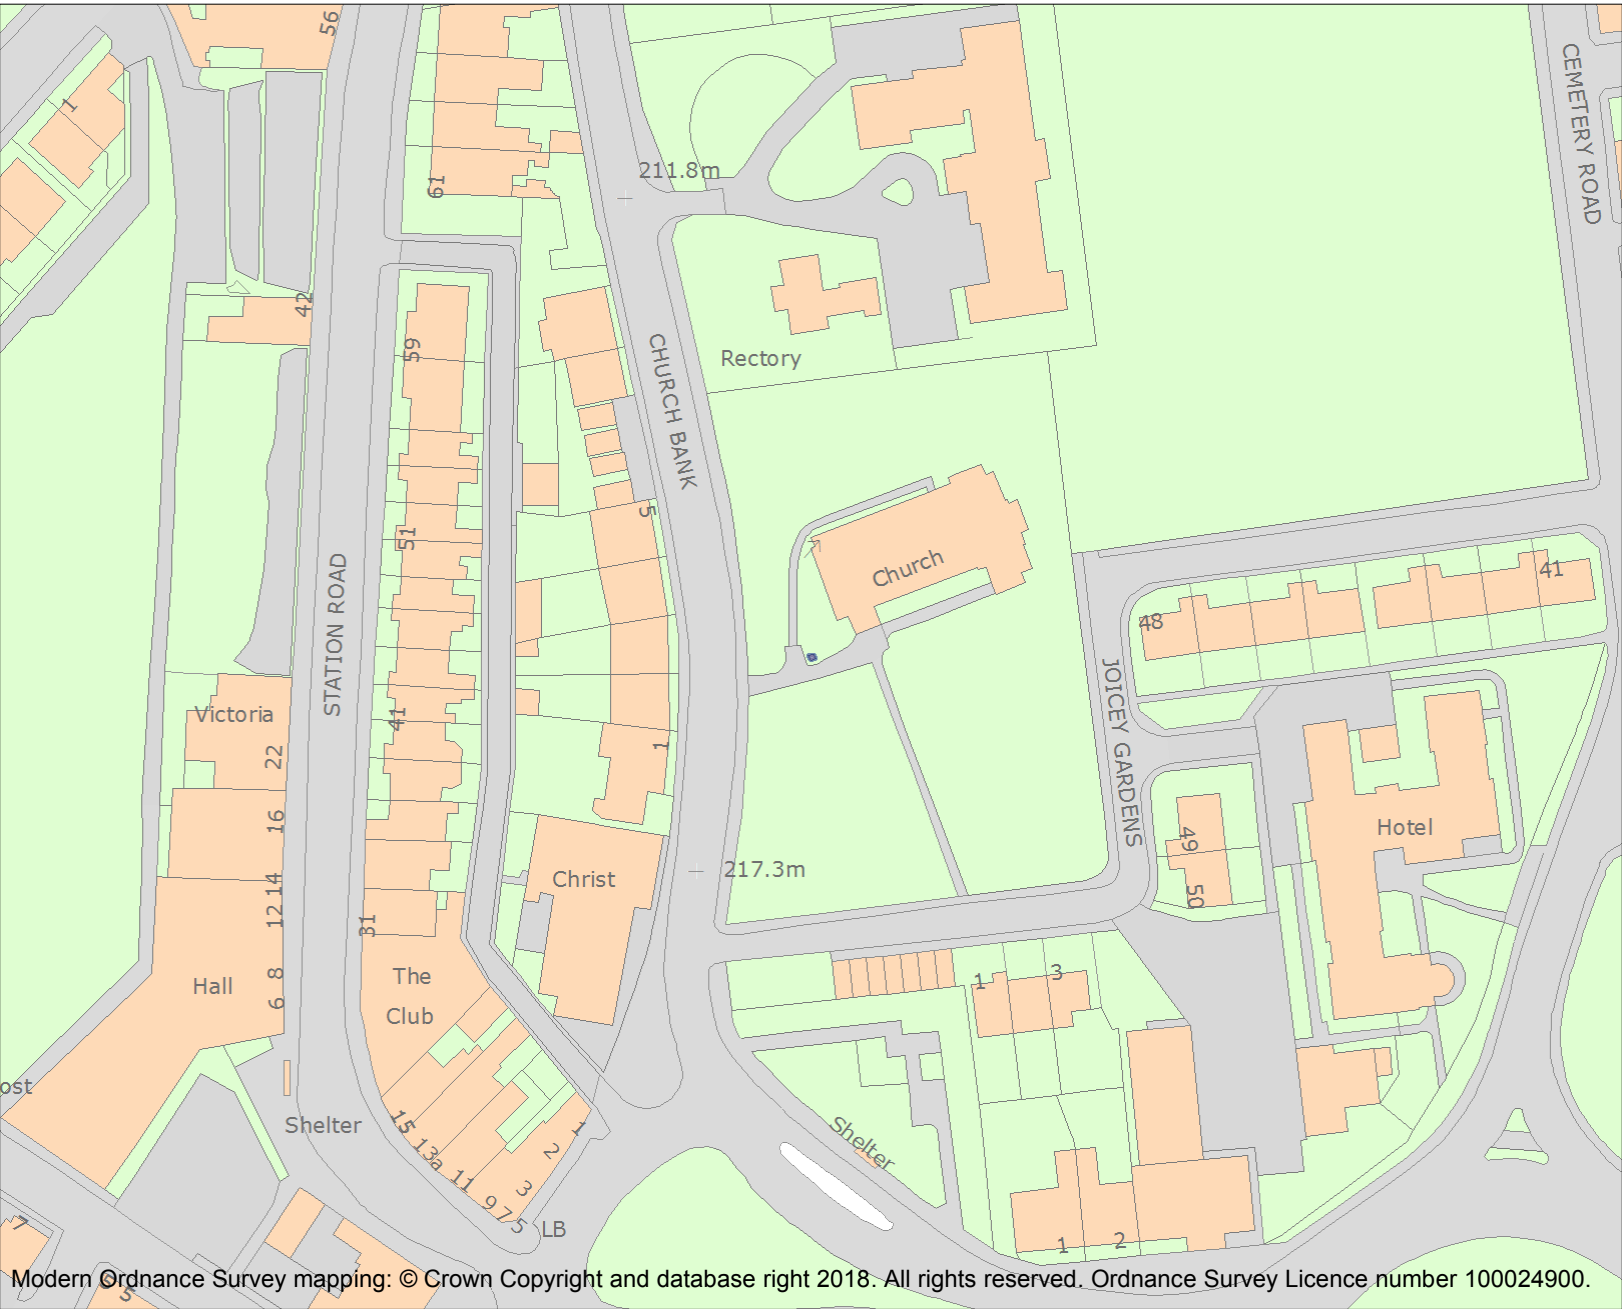 56
1
CEMETERY ROAD
211.8m
61
42
59
CHURCH BANK
Rectory
5
51
Church
STATION ROAD
41
48
JOICEY GARDENS
Victoria
22
41
1
16
Hotel
49
50
Christ
217.3m
14
12
31
The
Club
Hall
8
6
1
3
ost
Shelter
15
13a
11
9
7
5
1
2
3
LB
Shelter
1
2
7
5
Modern Ordnance Survey mapping: © Crown Copyright and database right 2018. All rights reserved. Ordnance Survey Licence number 100024900.